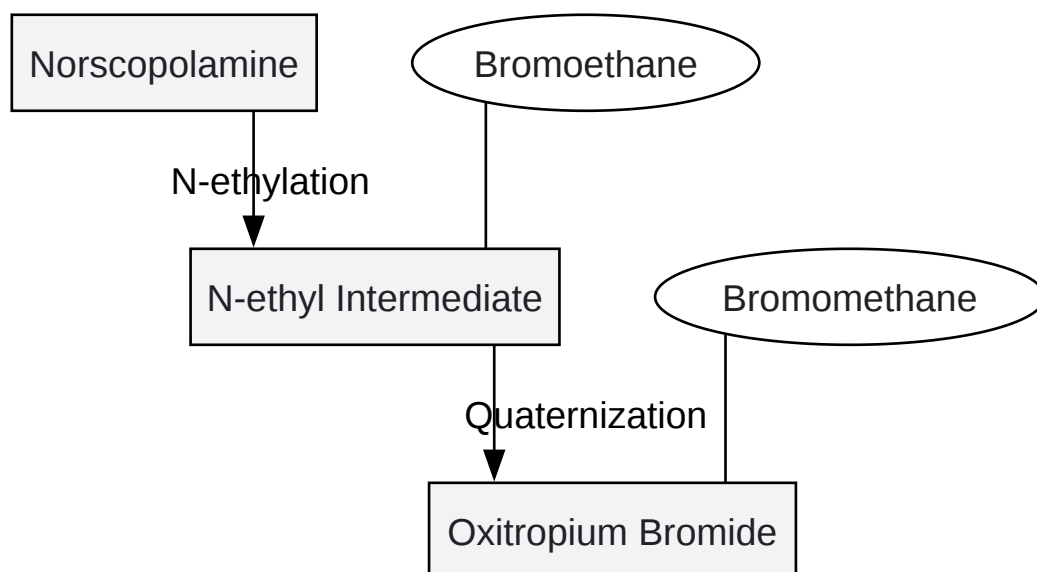 Norscopolamine
Bromoethane
N-ethylation
N-ethyl Intermediate
Bromomethane
Quaternization
Oxitropium Bromide